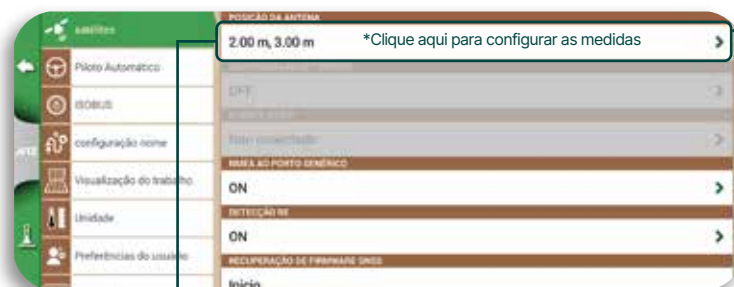 satélites
Piloto Automático
ISOBUS
configuração nome
Visualização do trabalho
Unidade
Preferências do usuário
POSIÇÃO DA ANTENA
2.00 m, 3.00 m
*Clique aqui para configurar as medidas
OFF
Non connectado
NMEA AO PORTO GENÉRICO
ON
DETECÇÃO RE
ON
RECUPERAÇÃO DE FIRMWARE GNSS
Início